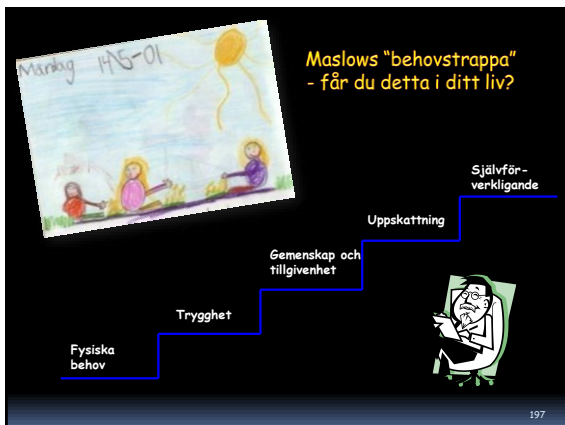 Måndag 14/5-01
Maslows “behovstrappa”
- får du detta i ditt liv?
Självför-
verkligande
Uppskattning
Gemenskap och
tillgivenhet
Trygghet
Fysiska
behov
197